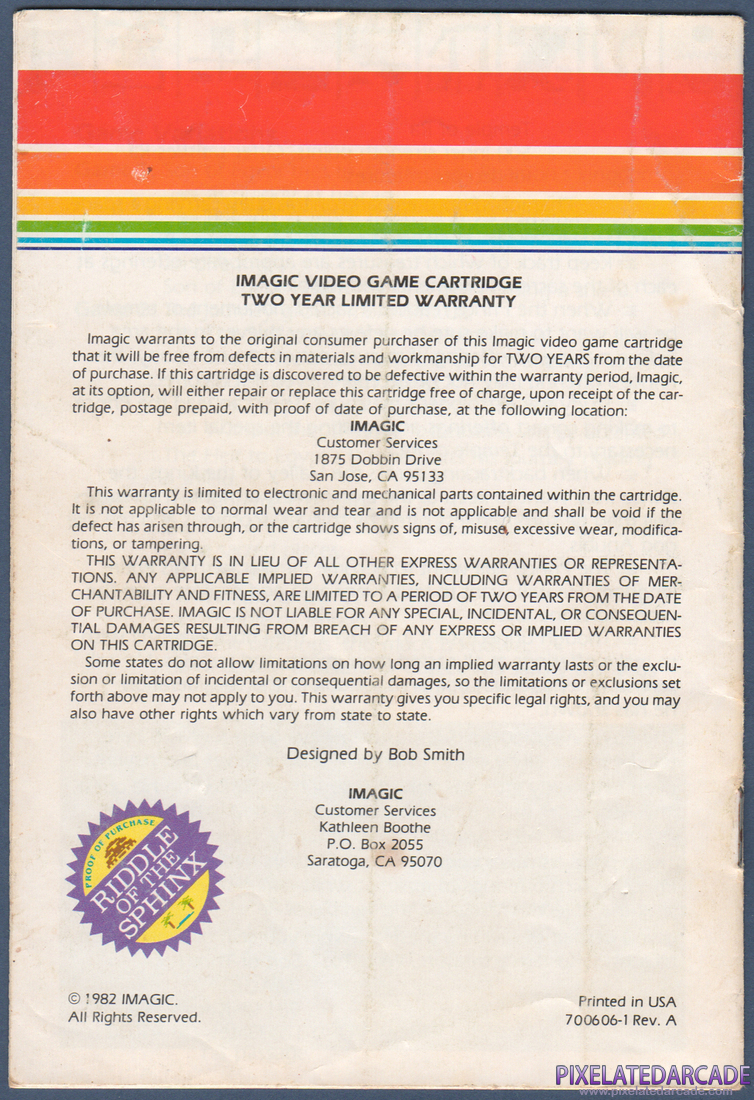 IMAGIC VIDEO GAME CARTRIDGE
TWO YEAR LIMITED WARRANTY
Imagic warrants to the original consumer purchaser of this Imagic video game cartridge
that it will be free from defects in materials and workmanship for TWO YEARS from the date
of purchase. If this cartridge is discovered to be defective within the warranty period, Imagic,
at its option, will either repair or replace this cartridge free of charge, upon receipt of the car-
tridge, postage prepaid, with proof of date of purchase, at the following location:
IMAGIC
Customer Services
1875 Dobbin Drive
San Jose, CA 95133
This warranty is limited to electronic and mechanical parts contained within the cartridge.
It is not applicable to normal wear and tear and is not applicable and shall be void if the
defect has arisen through, or the cartridge shows signs of, misuse, excessive wear, modifica-
tions, or tampering.
THIS WARRANTY IS IN LIEU OF ALL OTHER EXPRESS WARRANTIES OR REPRESENTA-
TIONS. ANY APPLICABLE IMPLIED WARRANTIES, INCLUDING WARRANTIES OF MER-
CHANTABILITY AND FITNESS, ARE LIMITED TO A PERIOD OF TWO YEARS FROM THE DATE
OF PURCHASE. IMAGIC IS NOT LIABLE FOR ANY SPECIAL, INCIDENTAL, OR CONSEQUEN-
TIAL DAMAGES RESULTING FROM BREACH OF ANY EXPRESS OR IMPLIED WARRANTIES
ON THIS CARTRIDGE.
Some states do not allow limitations on how long an implied warranty lasts or the exclu-
sion or limitation of incidental or consequential damages, so the limitations or exclusions set
forth above may not apply to you. This warranty gives you specific legal rights, and you may
also have other rights which vary from state to state.
Designed by Bob Smith
IMAGIC
Customer Services
Kathleen Boothe
P.O. Box 2055
Saratoga, CA 95070
PROOF OF PURCHASE
RIDDLE
OF THE
SPHINX
© 1982 IMAGIC.
All Rights Reserved.
Printed in USA
700606-1 Rev. A
PIXELATEDARCADE
www.pixelatedarcade.com